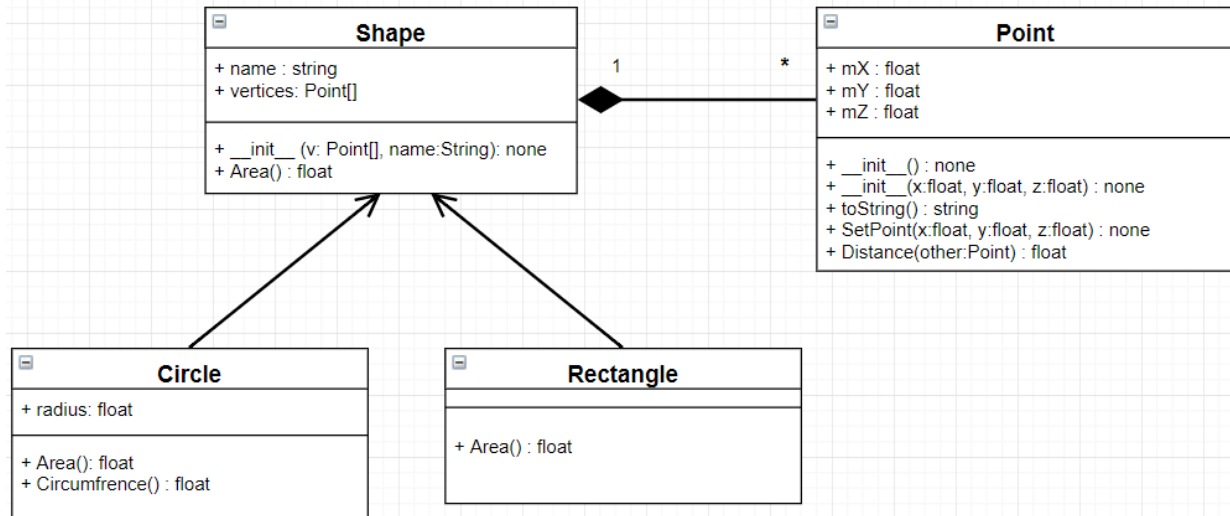 Shape
+ name : string
+ vertices: Point[]
+ __init__ (v: Point[], name:String): none
+ Area() : float
1
*
Point
+ mX : float
+ mY : float
+ mZ : float
+ __init__() : none
+ __init__(x:float, y:float, z:float) : none
+ toString() : string
+ SetPoint(x:float, y:float, z:float) : none
+ Distance(other:Point) : float
Circle
+ radius: float
+ Area(): float
+ Circumfrence() : float
Rectangle
+ Area() : float